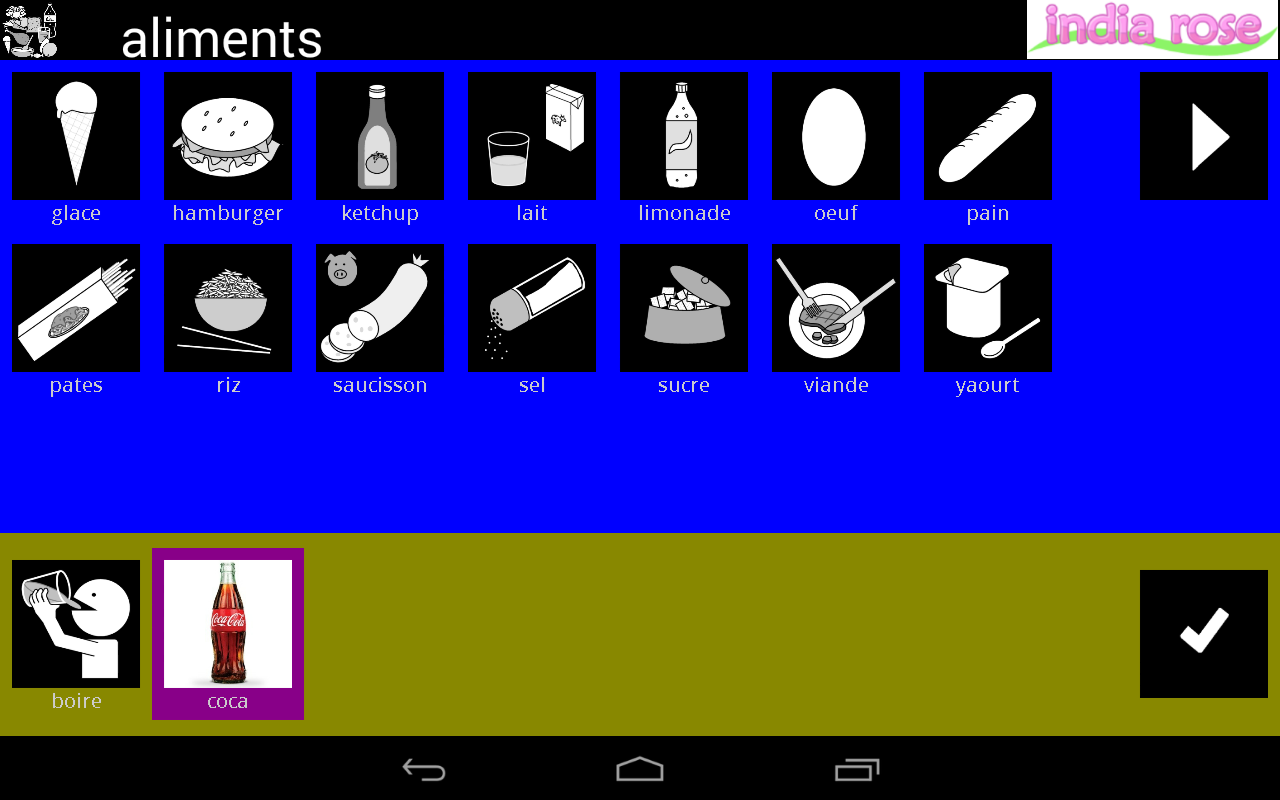 aliments
india rose
glace
hamburger
ketchup
lait
limonade
oeuf
pain
pates
riz
saucisson
sel
sucre
viande
yaourt
Coca-Cola
boire
coca